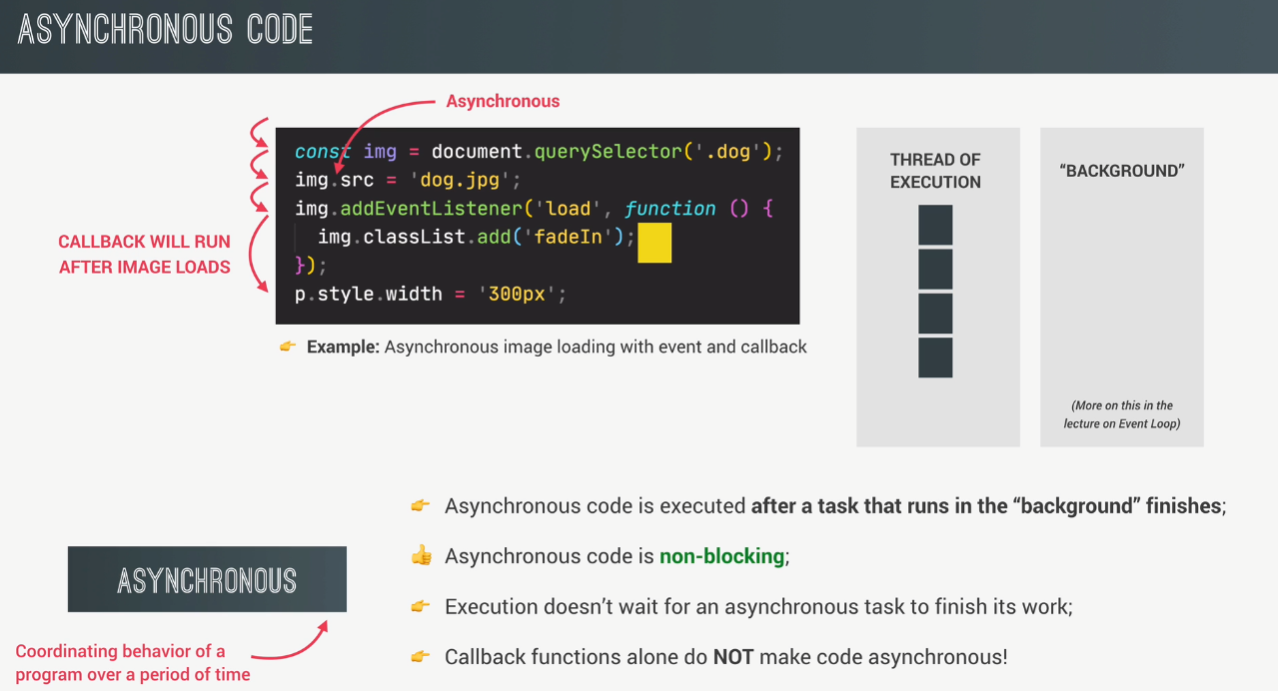 ASYNCHRONOUS CODE
Asynchronous
const img = document.querySelector('.dog');
img.src = 'dog.jpg';
img.addEventListener('load', function () {
img.classList.add('fadeIn');
});
p.style.width = '300px';
CALLBACK WILL RUN
AFTER IMAGE LOADS
👉 Example: Asynchronous image loading with event and callback
THREAD OF
EXECUTION
“BACKGROUND”
(More on this in the
lecture on Event Loop)
ASYNCHRONOUS
Coordinating behavior of a
program over a period of time
👉 Asynchronous code is executed after a task that runs in the “background” finishes;
👍 Asynchronous code is non-blocking;
👉 Execution doesn’t wait for an asynchronous task to finish its work;
👉 Callback functions alone do NOT make code asynchronous!